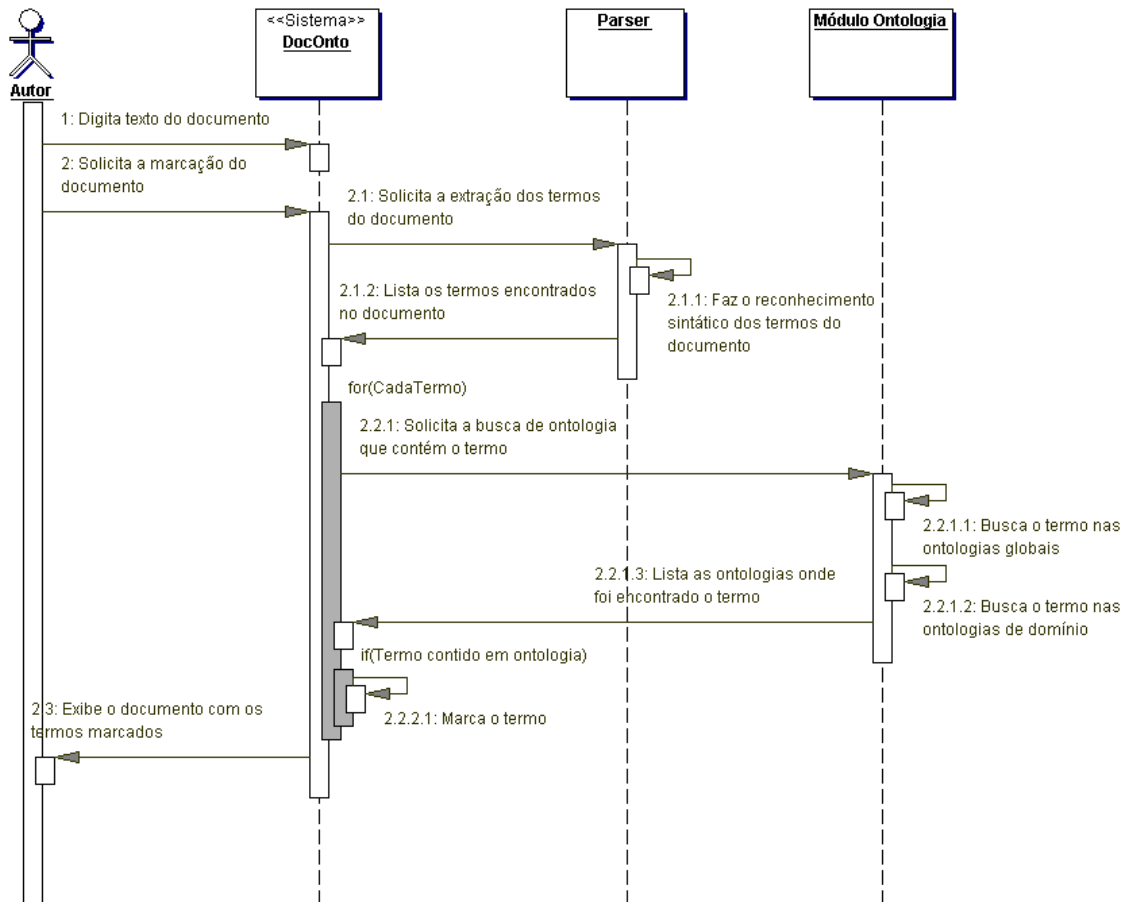 <<Sistema>>
DocOnto
Parser
Módulo Ontologia
Autor
1: Digita texto do documento
2: Solicita a marcação do
documento
2.1: Solicita a extração dos termos
do documento
2.1.1: Faz o reconhecimento
sintático dos termos do
documento
2.1.2: Lista os termos encontrados
no documento
for(CadaTermo)
2.2.1: Solicita a busca de ontologia
que contém o termo
2.2.1.1: Busca o termo nas
ontologias globais
2.2.1.2: Busca o termo nas
ontologias de domínio
2.2.1.3: Lista as ontologias onde
foi encontrado o termo
if(Termo contido em ontologia)
2.2.2.1: Marca o termo
2.3: Exibe o documento com os
termos marcados